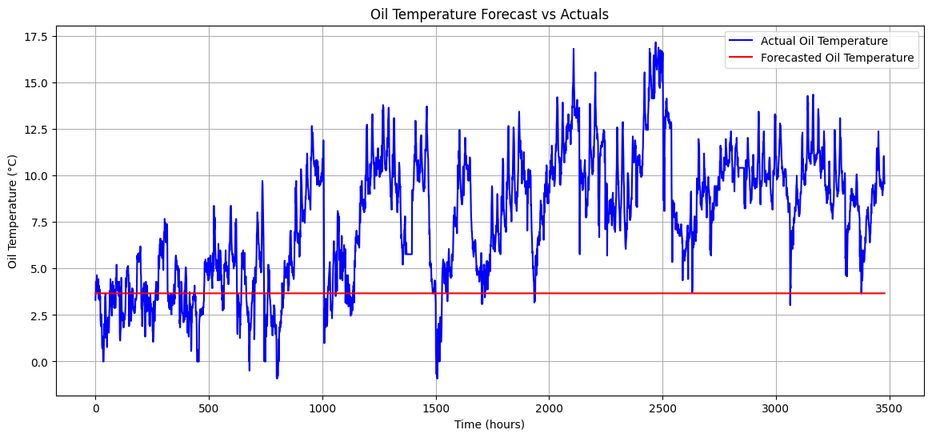 Oil Temperature Forecast vs Actuals
Actual Oil Temperature
Forecasted Oil Temperature
Oil Temperature (°C)
17.5
15.0
12.5
10.0
7.5
5.0
2.5
0.0
0 500 1000 1500 2000 2500 3000 3500
Time (hours)